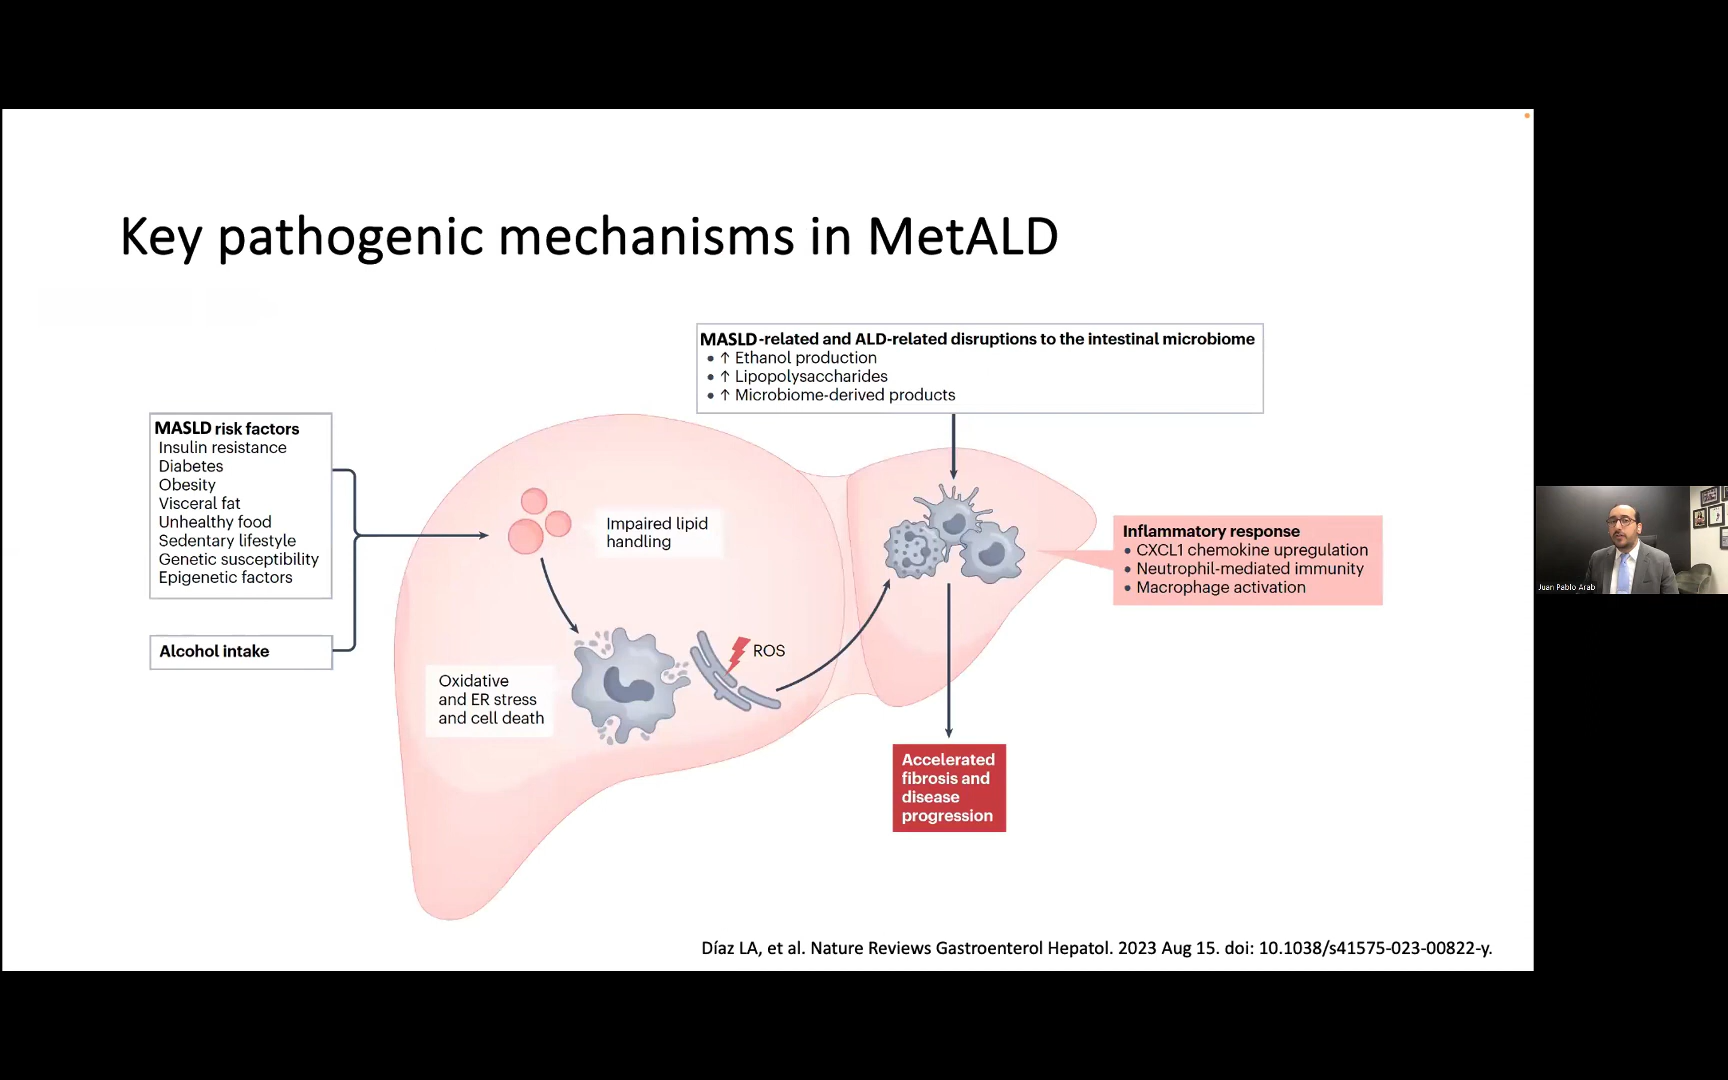 Key pathogenic mechanisms in MetALD
MASLD-related and ALD-related disruptions to the intestinal microbiome
• ↑ Ethanol production
• ↑ Lipopolysaccharides
• ↑ Microbiome-derived products
MASLD risk factors
Insulin resistance
Diabetes
Obesity
Visceral fat
Unhealthy food
Sedentary lifestyle
Genetic susceptibility
Epigenetic factors
Alcohol intake
Impaired lipid
handling
Oxidative
and ER stress
and cell death
ROS
Inflammatory response
• CXCL1 chemokine upregulation
• Neutrophil-mediated immunity
• Macrophage activation
Accelerated
fibrosis and
disease
progression
Díaz LA, et al. Nature Reviews Gastroenterol Hepatol. 2023 Aug 15. doi: 10.1038/s41575-023-00822-y.
Juan Pablo Arab